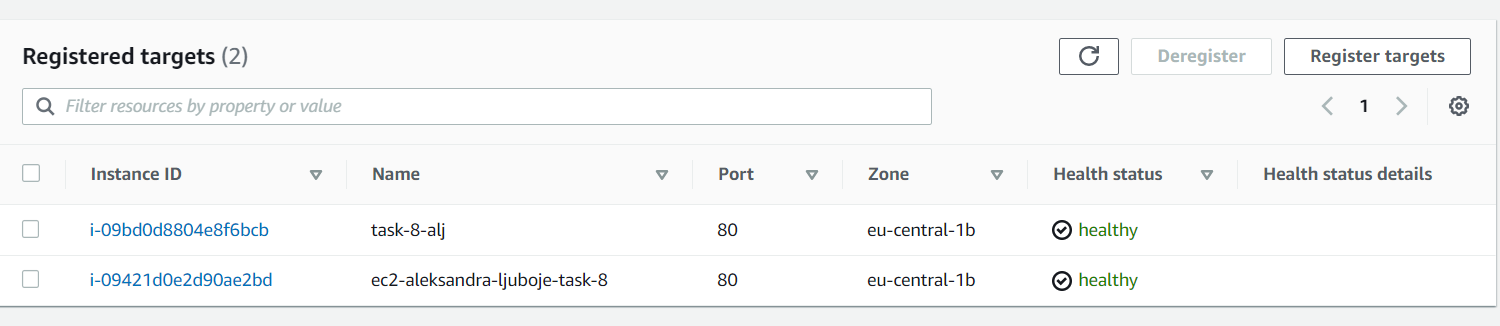 Registered targets (2)
Deregister
Register targets
Filter resources by property or value
1
Instance ID Name Port Zone Health status Health status details
i-09bd0d8804e8f6bcb task-8-alj 80 eu-central-1b healthy
i-09421d0e2d90ae2bd ec2-aleksandra-ljuboje-task-8 80 eu-central-1b healthy